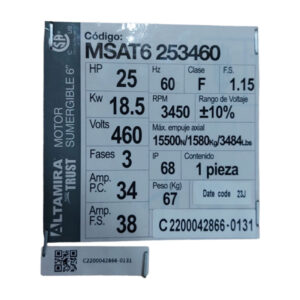 Código:
MSAT6 253460
HP 25
Hz 60
Clase F
F.S. 1.15
Kw 18.5
RPM 3450
Rango de Voltaje ±10%
Volts 460
Máx. empuje axial
15500N/1580Kg/3484Lbs
Fases 3
IP 68
Contenido 1 pieza
Amp. P.C. 34
Peso (Kg) 67
Date code 23J
Amp. F.S. 38
C2200042866-0131
ALTAMIRA
TRUST
MOTOR
SUMERGIBLE 6"
C2200042866-0131